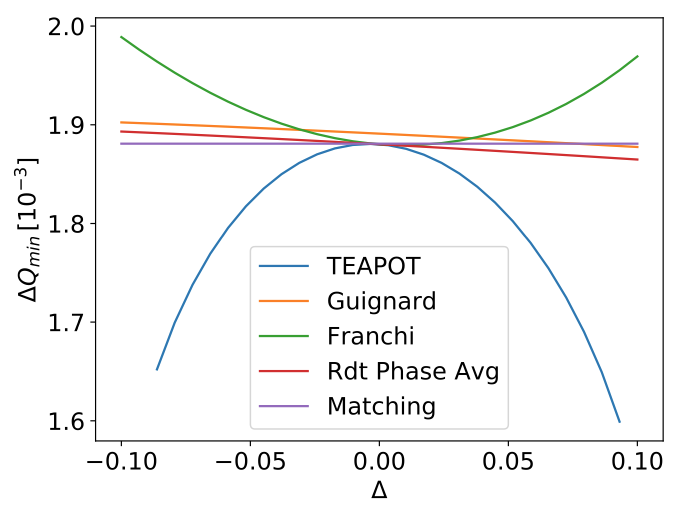 2.0
1.9
1.8
1.7
1.6
ΔQ_min [10⁻³]
TEAPOT
Guignard
Franchi
Rdt Phase Avg
Matching
−0.10 −0.05 0.00 0.05 0.10
Δ